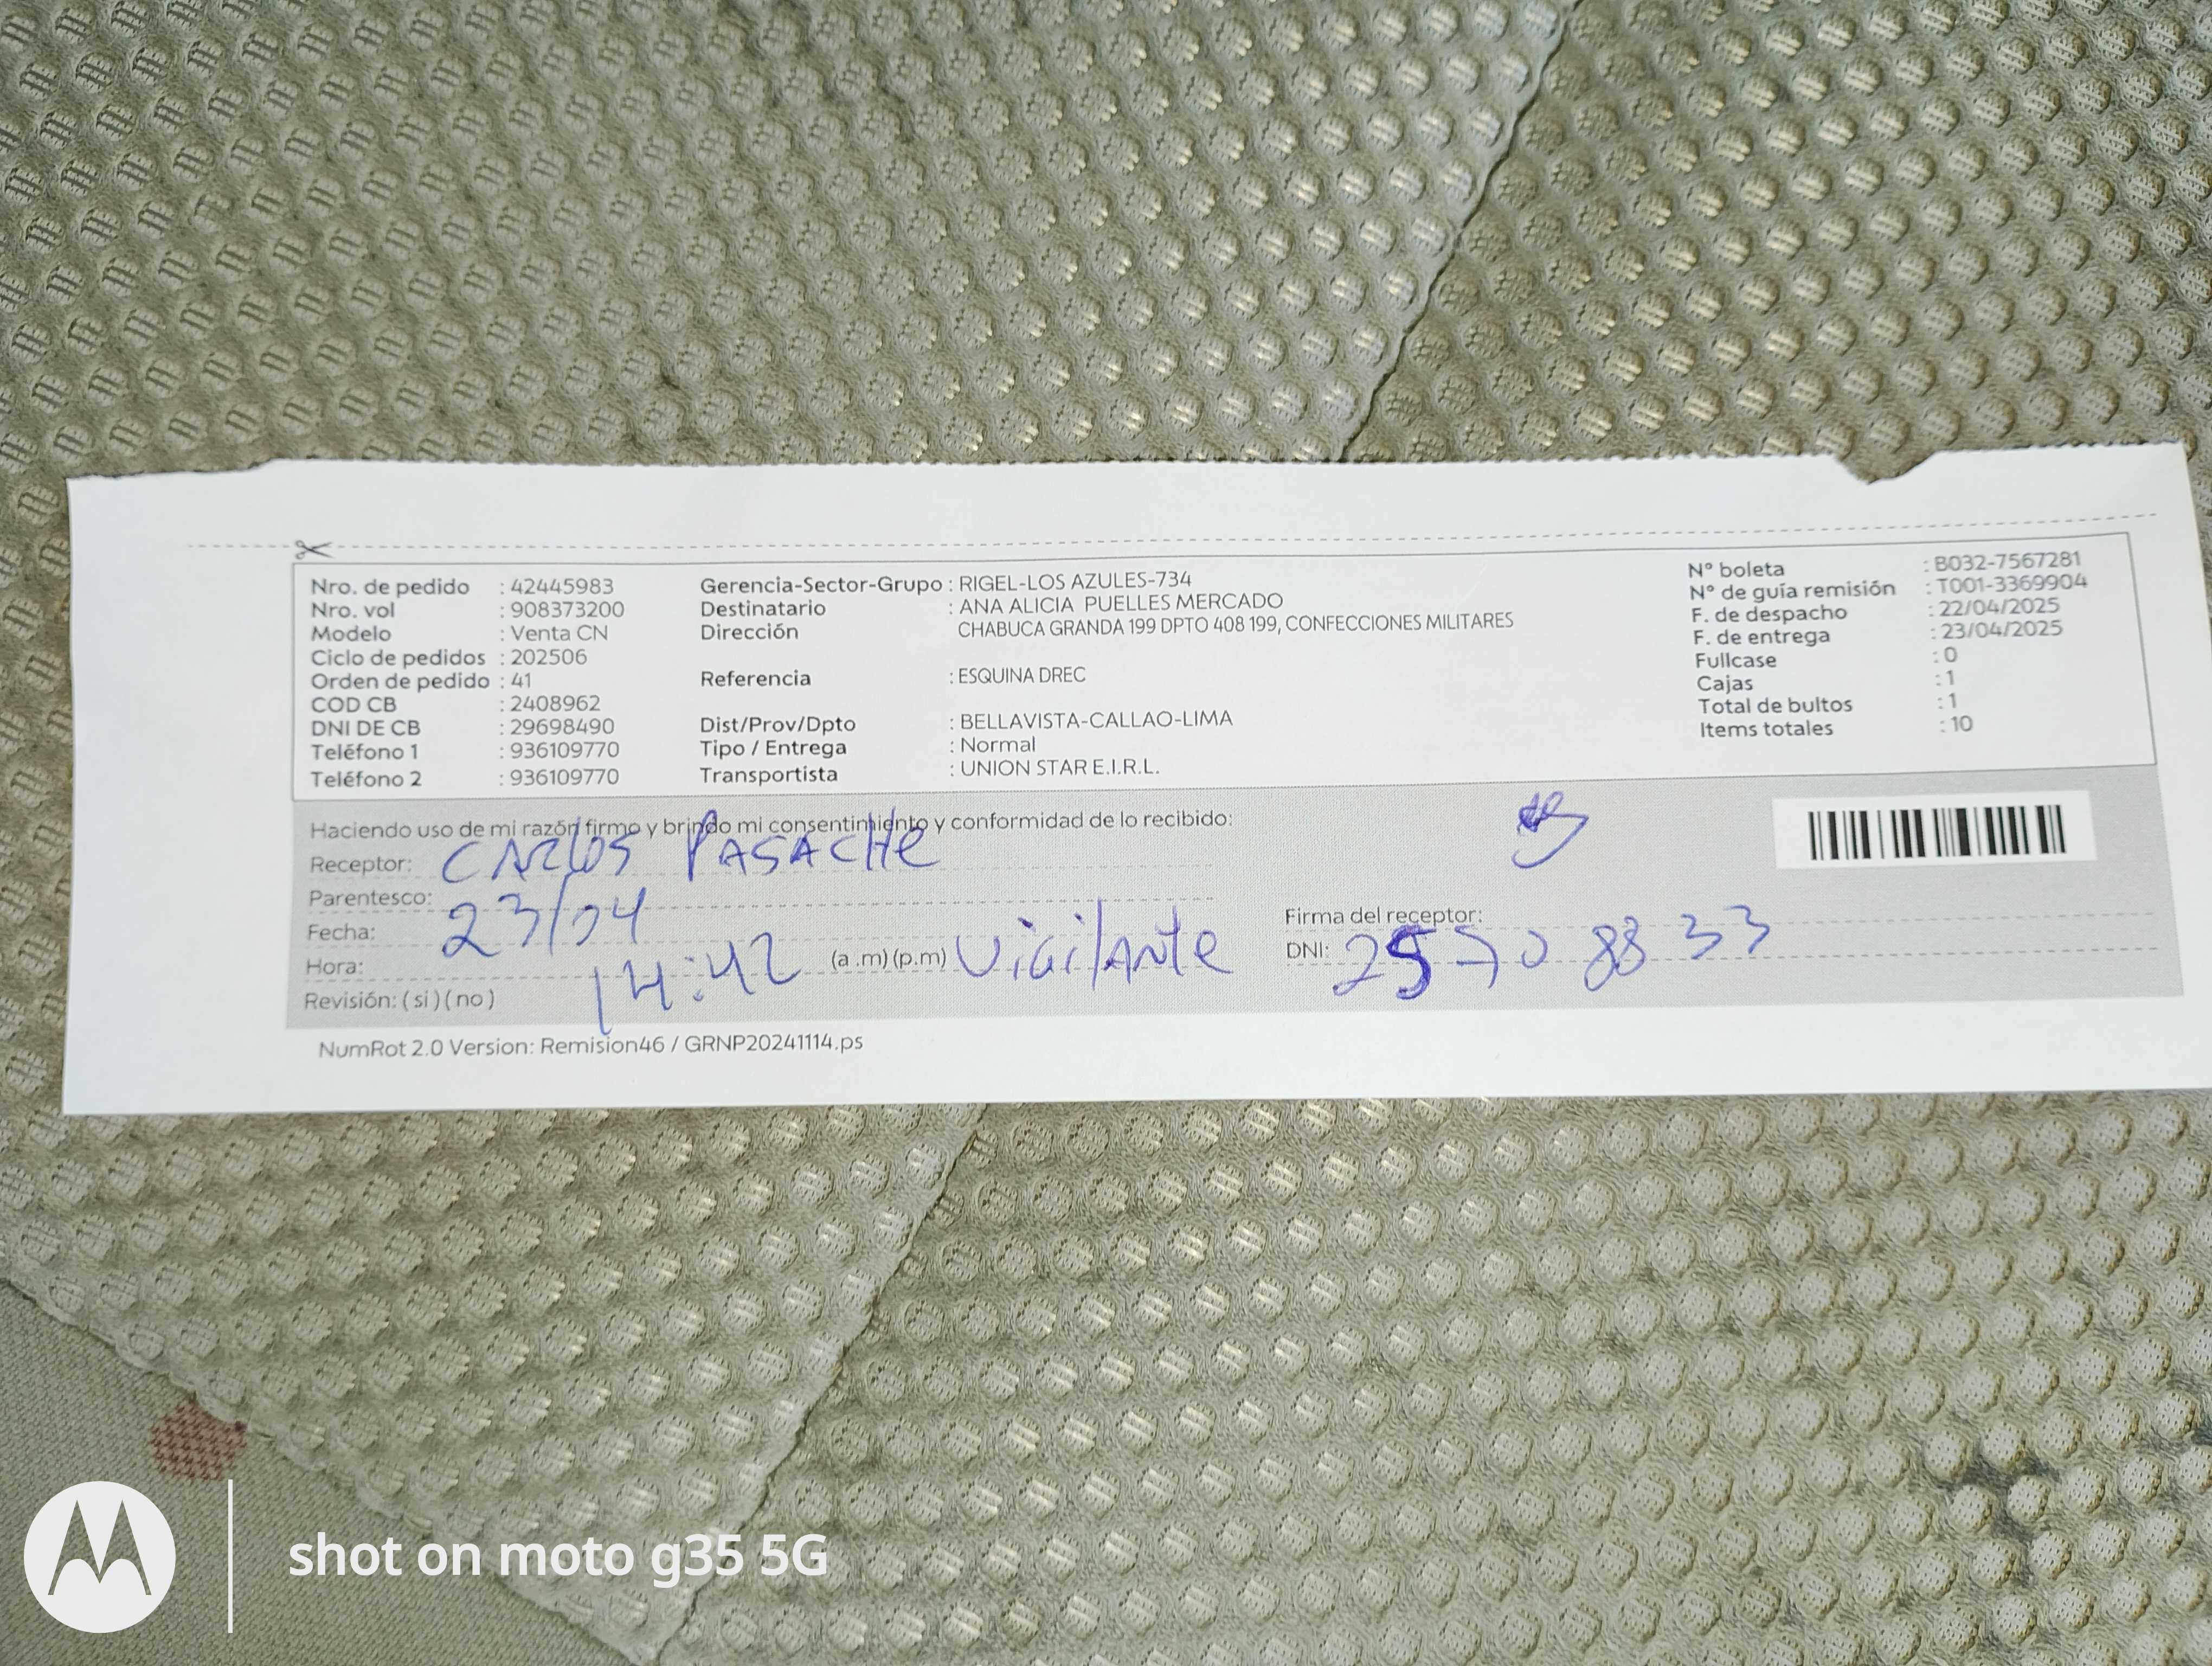 Nro. de pedido : 42445983
Nro. vol : 908373200
Modelo : Venta CN
Ciclo de pedidos : 202506
Orden de pedido : 41
COD CB : 2408962
DNI DE CB : 29698490
Teléfono 1 : 936109770
Teléfono 2 : 936109770
Gerencia-Sector-Grupo : RIGEL-LOS AZULES-734
Destinatario : ANA ALICIA PUELLES MERCADO
Dirección CHABUCA GRANDA 199 DPTO 408 199, CONFECCIONES MILITARES
Referencia : ESQUINA DREC
Dist/Prov/Dpto : BELLAVISTA-CALLAO-LIMA
Tipo / Entrega : Normal
Transportista : UNION STAR E.I.R.L.
N° boleta : B032-7567281
N° de guía remisión : T001-3369904
F. de despacho : 22/04/2025
F. de entrega : 23/04/2025
Fullcase : 0
Cajas : 1
Total de bultos : 1
Items totales : 10
Haciendo uso de mi razón firmo y brindo mi consentimiento y conformidad de lo recibido:
Receptor: CARlos PASACHe
Parentesco:
Fecha: 23/04
Hora: 14:42 (a .m) (p.m) VigilANte
Revisión: ( si ) ( no )
Firma del receptor:
DNI: 25708833
NumRot 2.0 Version: Remision46 / GRNP20241114.ps
shot on moto g35 5G